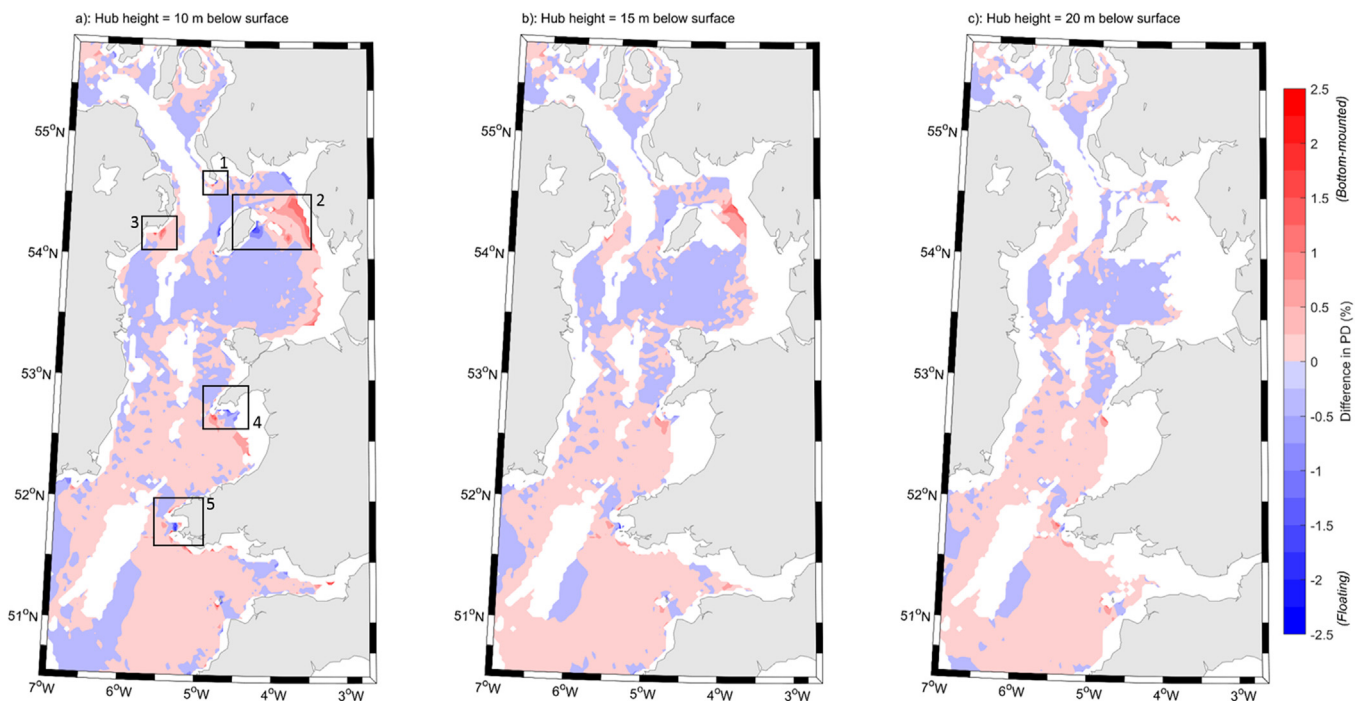 a): Hub height = 10 m below surface
b): Hub height = 15 m below surface
c): Hub height = 20 m below surface
55°N
54°N
53°N
52°N
51°N
7°W 6°W 5°W 4°W 3°W
1
2
3
4
5
55°N
54°N
53°N
52°N
51°N
7°W 6°W 5°W 4°W 3°W
55°N
54°N
53°N
52°N
51°N
7°W 6°W 5°W 4°W 3°W
2.5
2
1.5
1
0.5
0
-0.5
-1
-1.5
-2
-2.5
Difference in PD (%)
(Bottom-mounted)
(Floating)